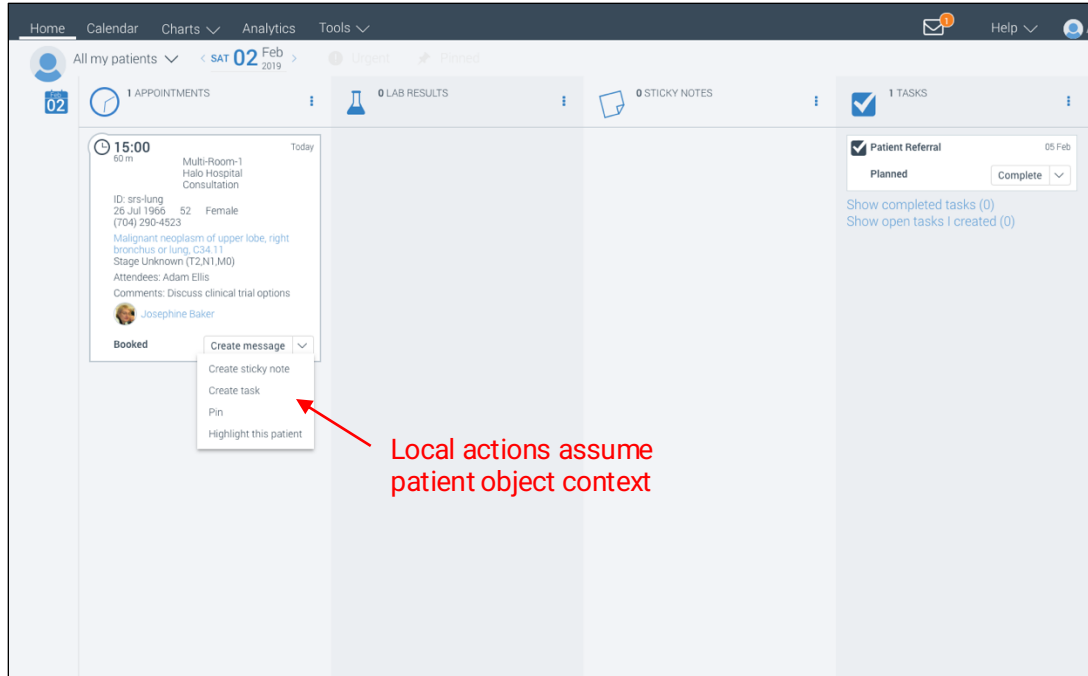 Home Calendar Charts Analytics Tools 1 Help
All my patients < SAT 02 Feb 2019 > Urgent Pinned
Feb 02
1 APPOINTMENTS
0 LAB RESULTS
0 STICKY NOTES
1 TASKS
15:00 Today
60 m
Multi-Room-1
Halo Hospital
Consultation
ID: srs-lung
26 Jul 1966 52 Female
(704) 290-4523
Malignant neoplasm of upper lobe, right
bronchus or lung, C34.11
Stage Unknown (T2,N1,M0)
Attendees: Adam Ellis
Comments: Discuss clinical trial options
Josephine Baker
Booked Create message
Create sticky note
Create task
Pin
Highlight this patient
Patient Referral 05 Feb
Planned Complete
Show completed tasks (0)
Show open tasks I created (0)
Local actions assume
patient object context